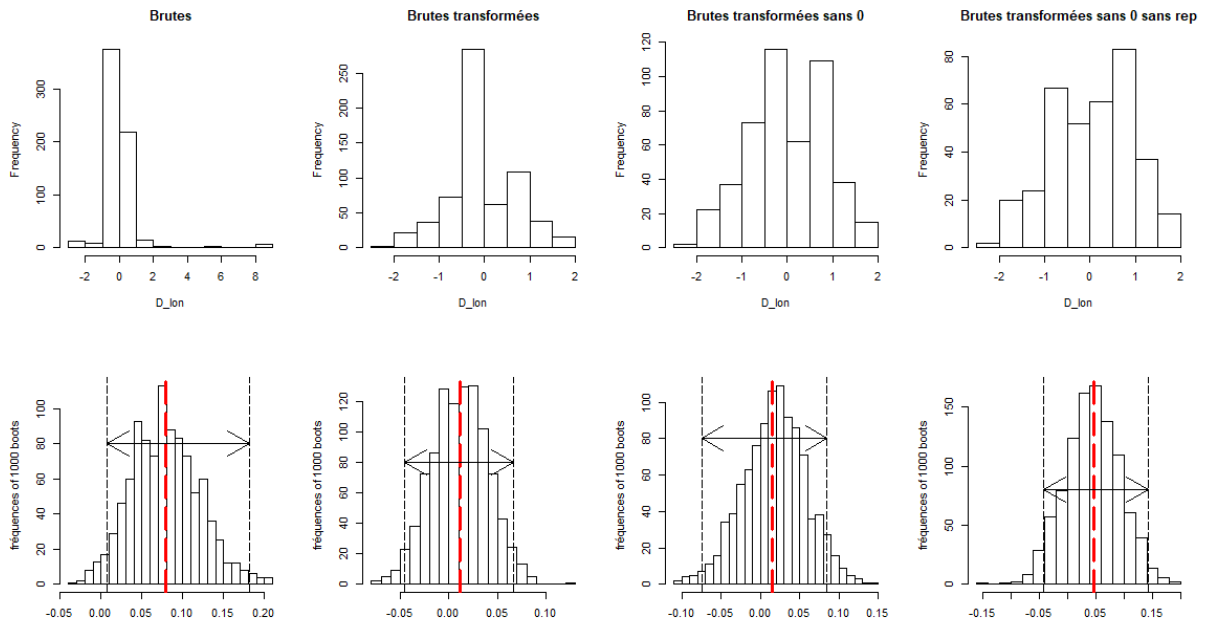 Brutes
Brutes transformées
Brutes transformées sans 0
Brutes transformées sans 0 sans rep
Frequency
0 100 200 300
-2 0 2 4 6 8
D_lon
Frequency
0 50 100 150 200 250
-2 -1 0 1 2
D_lon
Frequency
0 20 40 60 80 100 120
-2 -1 0 1 2
D_lon
Frequency
0 20 40 60 80
-2 -1 0 1 2
D_lon
fréquences of 1000 boots
0 20 40 60 80 100
-0.05 0.00 0.05 0.10 0.15 0.20
fréquences of 1000 boots
0 20 40 60 80 100 120
-0.05 0.00 0.05 0.10
fréquences of 1000 boots
0 20 40 60 80 100
-0.10 -0.05 0.00 0.05 0.10 0.15
fréquences of 1000 boots
0 50 100 150
-0.15 -0.05 0.05 0.15